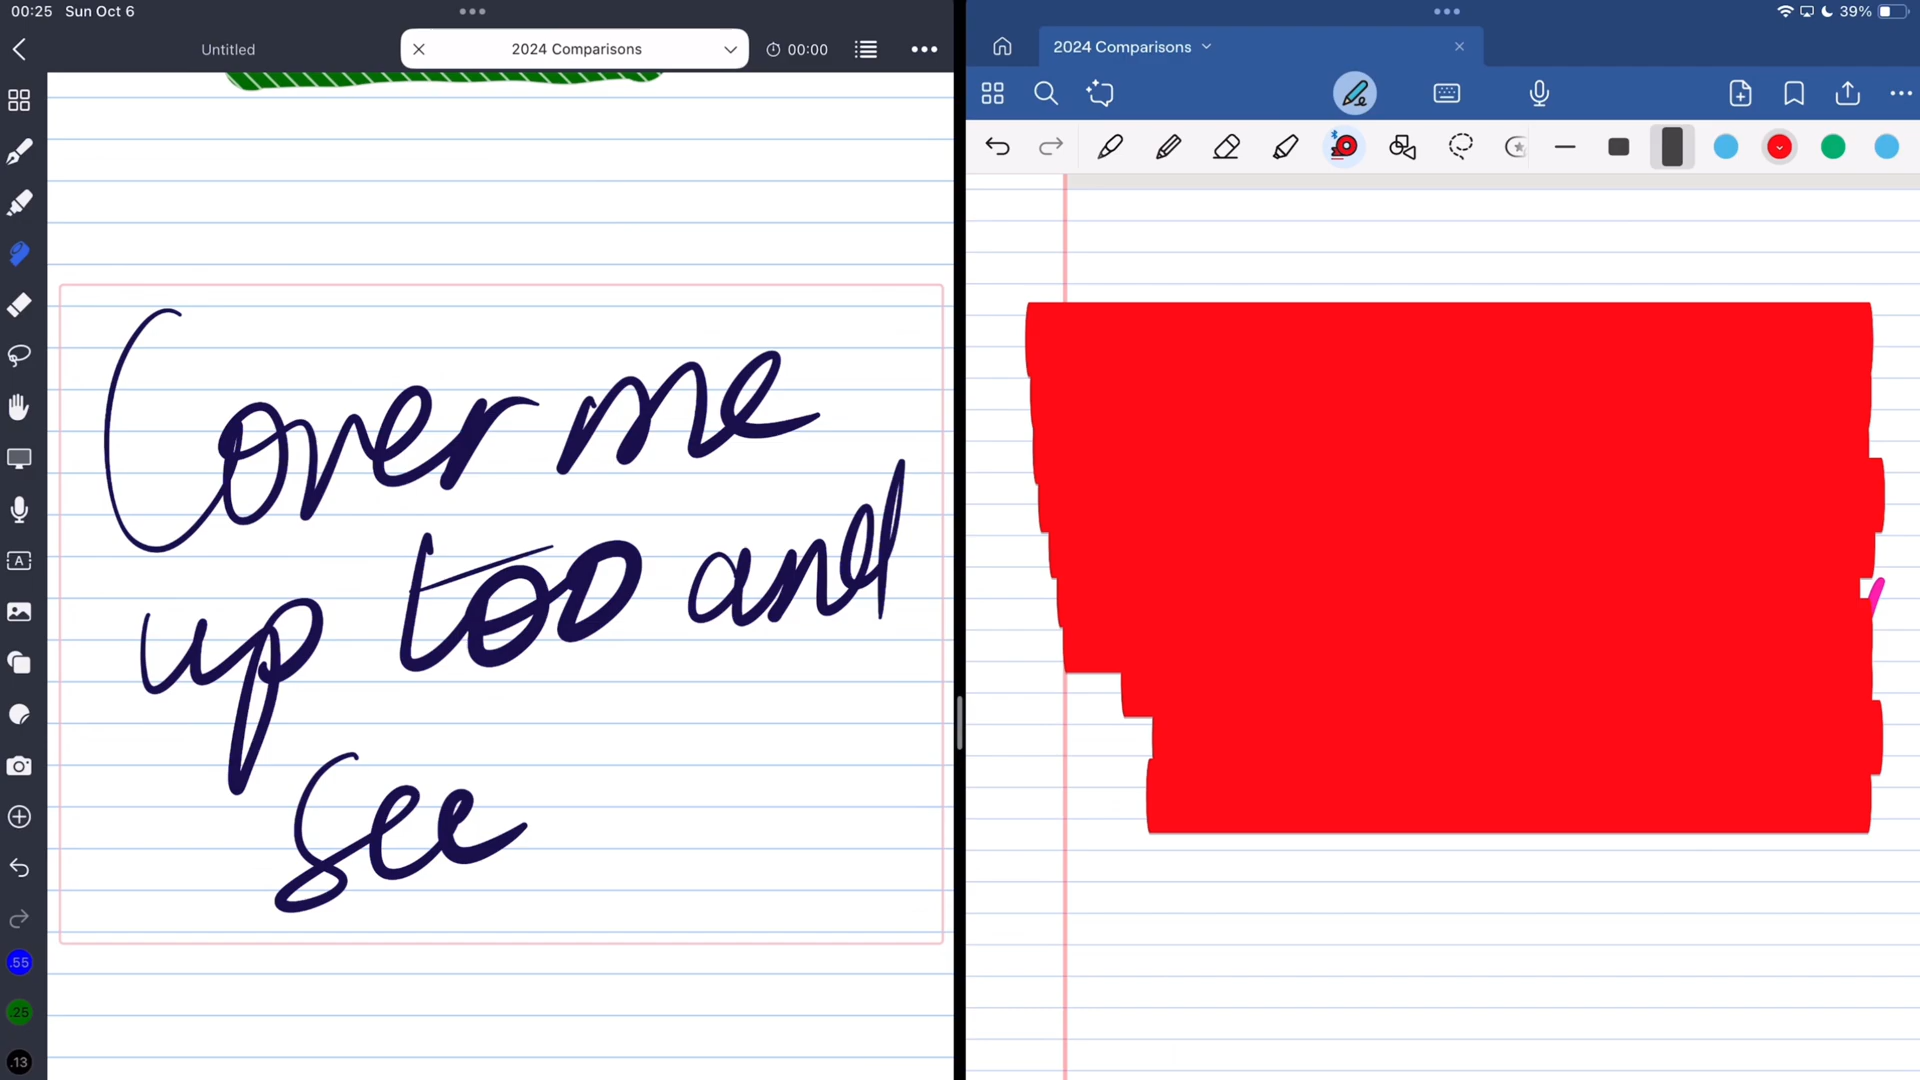 00:25 Sun Oct 6
39%
Untitled
2024 Comparisons
00:00
2024 Comparisons
A
Cover me
up too and
see
.55
.25
.13